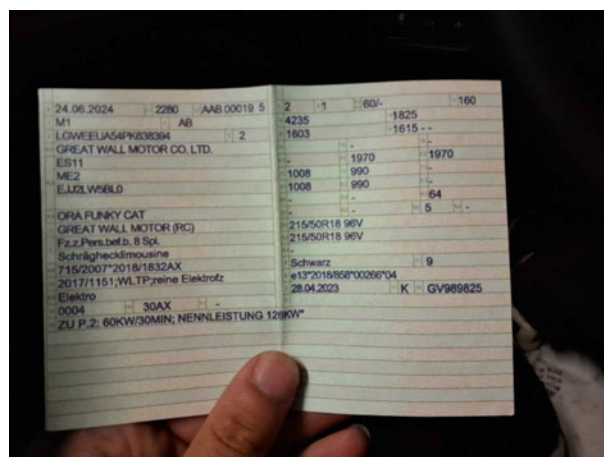 24.06.2024 2280 AAB 00019 5
M1 AB
LGWEEUA54PK638394 2
GREAT WALL MOTOR CO. LTD.
ES11
ME2
EJJ2LW5BL0
ORA FUNKY CAT
GREAT WALL MOTOR (RC)
Fz.z.Pers.bef.b. 8 Spl.
Schräghecklimousine
715/2007*2018/1832AX
2017/1151;WLTP;reine Elektrofz
Elektro
0004 30AX -
ZU P.2: 60KW/30MIN; NENNLEISTUNG 126KW*
2 1 60/- 160
4235 1825
1603 1615 - -
- - -
- 1970 1970
1008 990 -
1008 990 -
- - 64
- - 5 -
215/50R18 96V
215/50R18 96V
-
-
Schwarz 9
e13*2018/858*00266*04
28.04.2023 K GV989825